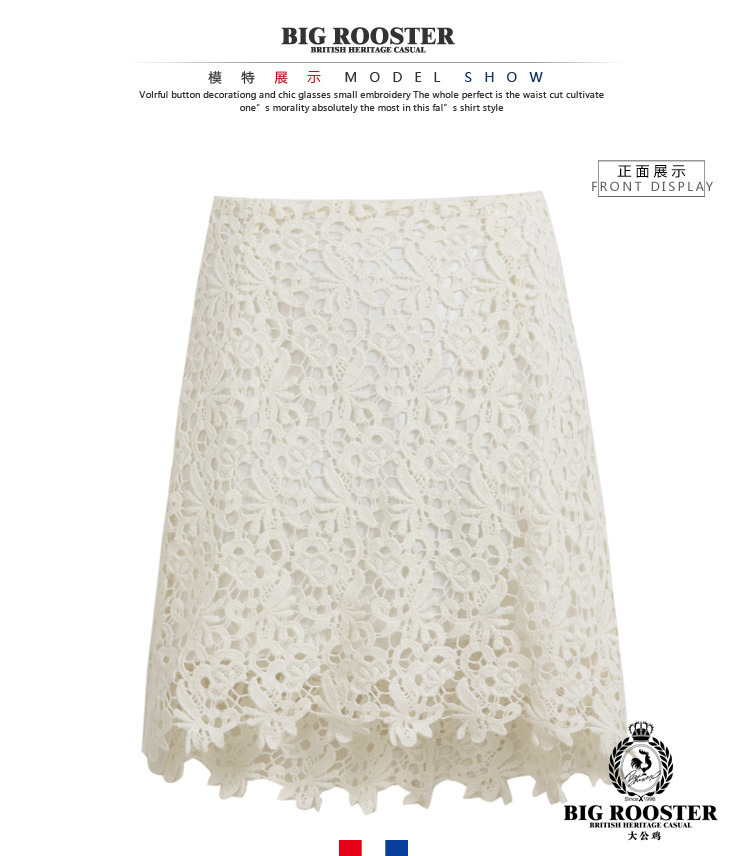 BIG ROOSTER
BRITISH HERITAGE CASUAL
模特展示 MODEL SHOW
Volrful button decorationg and chic glasses small embroidery The whole perfect is the waist cut cultivate
one”s morality absolutely the most in this fal”s shirt style
正面展示
FRONT DISPLAY
Since 1996
BIG ROOSTER
BRITISH HERITAGE CASUAL
大公鸡